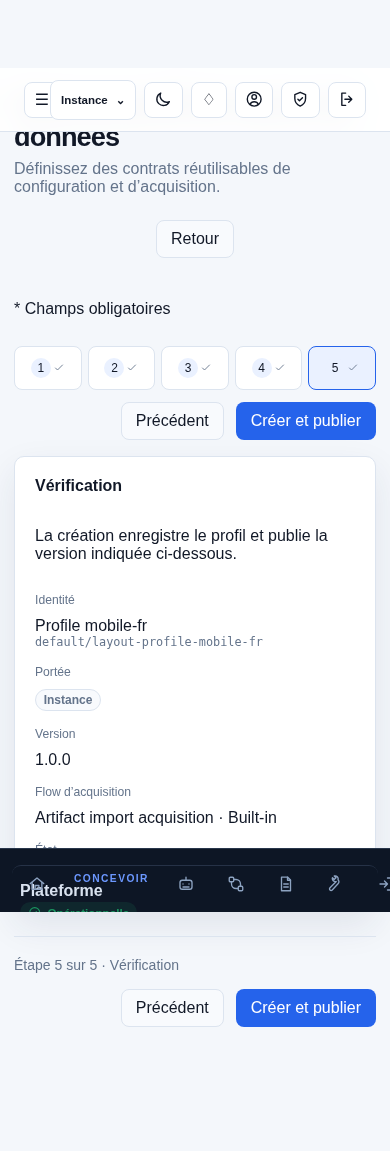 Instance
données
Définissez des contrats réutilisables de
configuration et d’acquisition.
Retour
* Champs obligatoires
1
2
3
4
5
Précédent
Créer et publier
Vérification
La création enregistre le profil et publie la
version indiquée ci-dessous.
Identité
Profile mobile-fr
default/layout-profile-mobile-fr
Portée
Instance
Version
1.0.0
Flow d’acquisition
Artifact import acquisition · Built-in
État
CONCEVOIR
Plateforme
Opérationnelle
Étape 5 sur 5 · Vérification
Précédent
Créer et publier